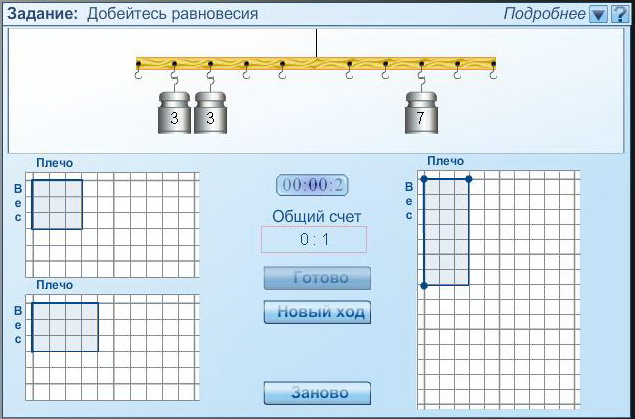 Задание: Добейтесь равновесия
Подробнее ?
3 3 7
Плечо
Вес
Плечо
Вес
00:00:2
Общий счет
0 : 1
Готово
Новый ход
Заново
Плечо
Вес